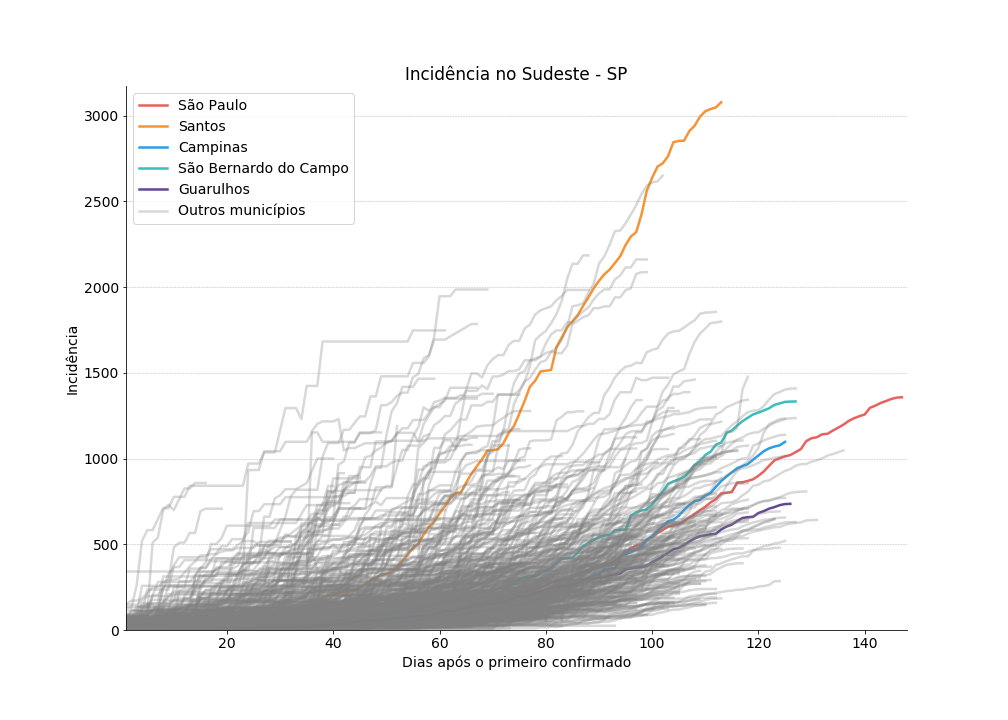 Incidência no Sudeste - SP
São Paulo
Santos
Campinas
São Bernardo do Campo
Guarulhos
Outros municípios
3000
2500
2000
1500
1000
500
0
Incidência
20 40 60 80 100 120 140
Dias após o primeiro confirmado